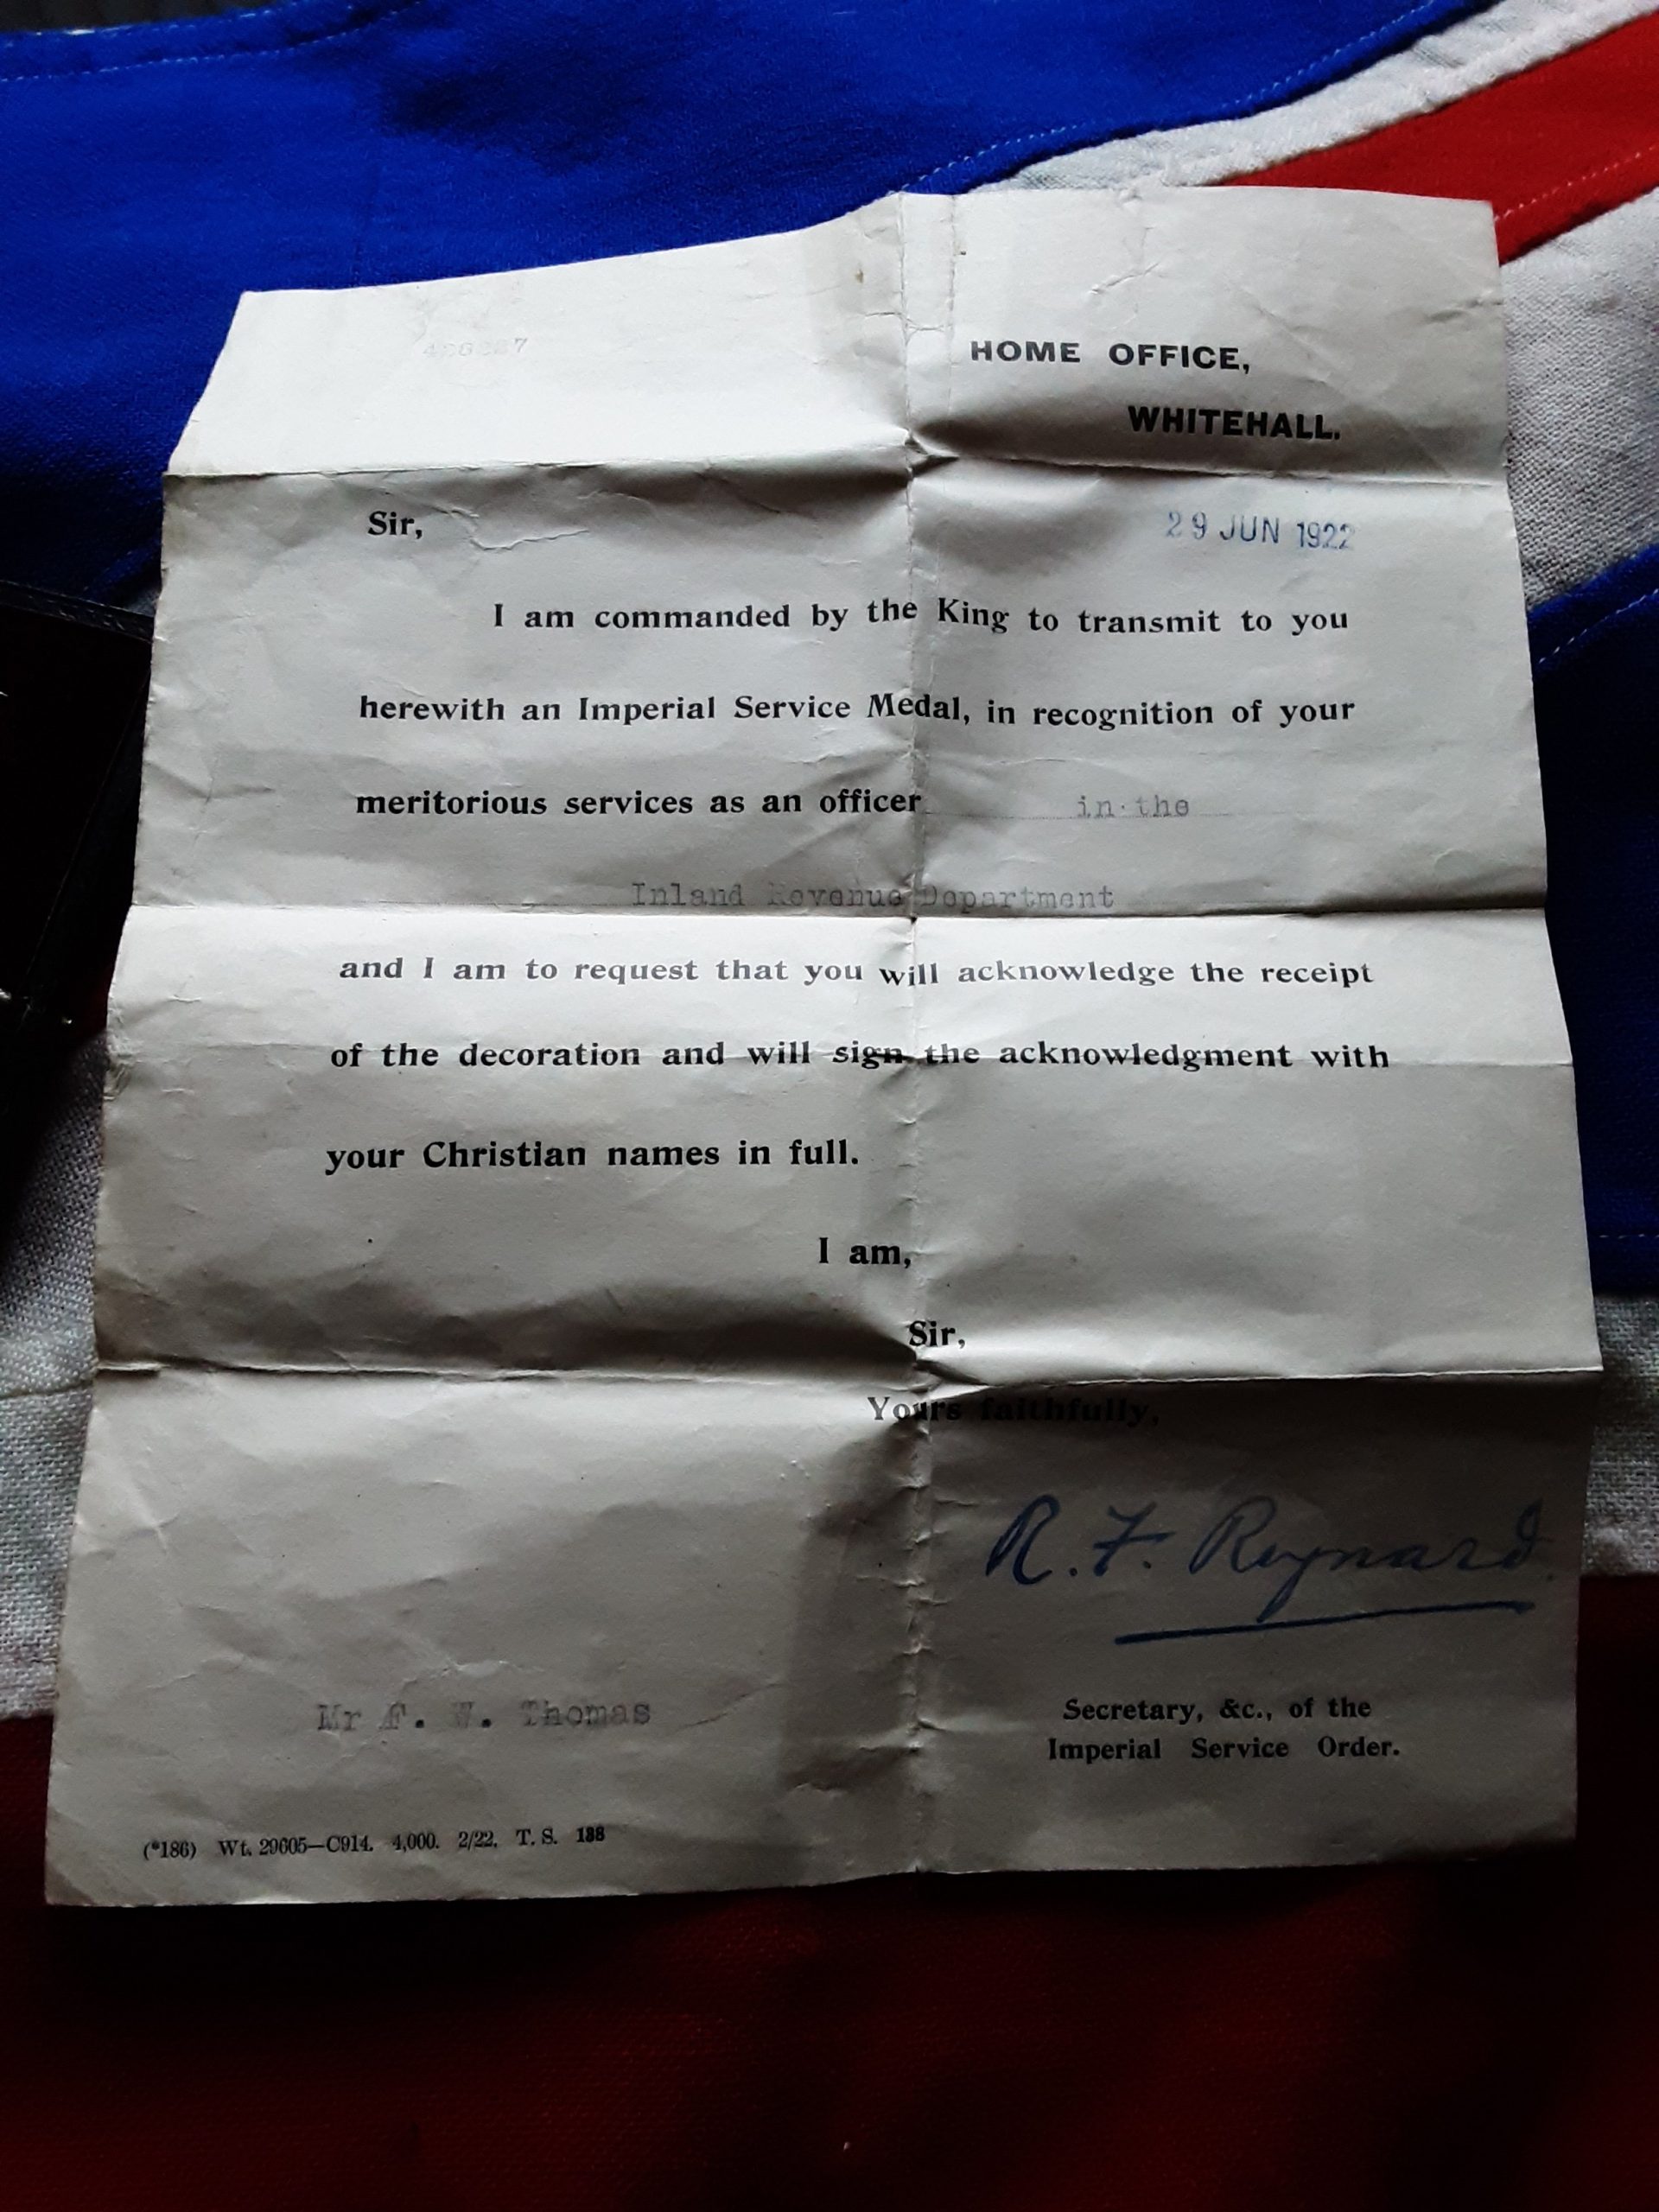 HOME OFFICE,
WHITEHALL.
Sir,
29 JUN 1922
I am commanded by the King to transmit to you
herewith an Imperial Service Medal, in recognition of your
meritorious services as an officer in the
Inland Revenue Department
and I am to request that you will acknowledge the receipt
of the decoration and will sign the acknowledgment with
your Christian names in full.
I am,
Sir,
Yours faithfully,
R. F. Reynard.
Mr F. W. Thomas
Secretary, &c., of the
Imperial Service Order.
(*186) Wt. 29605—C914. 4,000. 2/22. T. S. 188